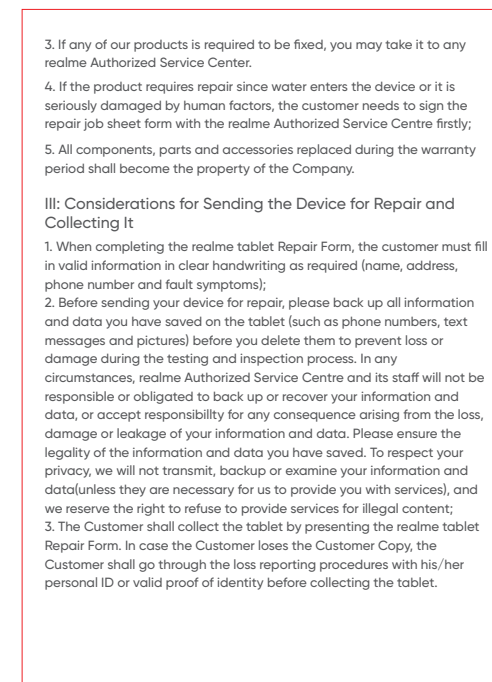 3. If any of our products is required to be fixed, you may take it to any
realme Authorized Service Center.
4. If the product requires repair since water enters the device or it is
seriously damaged by human factors, the customer needs to sign the
repair job sheet form with the realme Authorized Service Centre firstly;
5. All components, parts and accessories replaced during the warranty
period shall become the property of the Company.
III: Considerations for Sending the Device for Repair and
Collecting It
1. When completing the realme tablet Repair Form, the customer must fill
in valid information in clear handwriting as required (name, address,
phone number and fault symptoms);
2. Before sending your device for repair, please back up all information
and data you have saved on the tablet (such as phone numbers, text
messages and pictures) before you delete them to prevent loss or
damage during the testing and inspection process. In any
circumstances, realme Authorized Service Centre and its staff will not be
responsible or obligated to back up or recover your information and
data, or accept responsibillty for any consequence arising from the loss,
damage or leakage of your information and data. Please ensure the
legality of the information and data you have saved. To respect your
privacy, we will not transmit, backup or examine your information and
data(unless they are necessary for us to provide you with services), and
we reserve the right to refuse to provide services for illegal content;
3. The Customer shall collect the tablet by presenting the realme tablet
Repair Form. In case the Customer loses the Customer Copy, the
Customer shall go through the loss reporting procedures with his/her
personal ID or valid proof of identity before collecting the tablet.